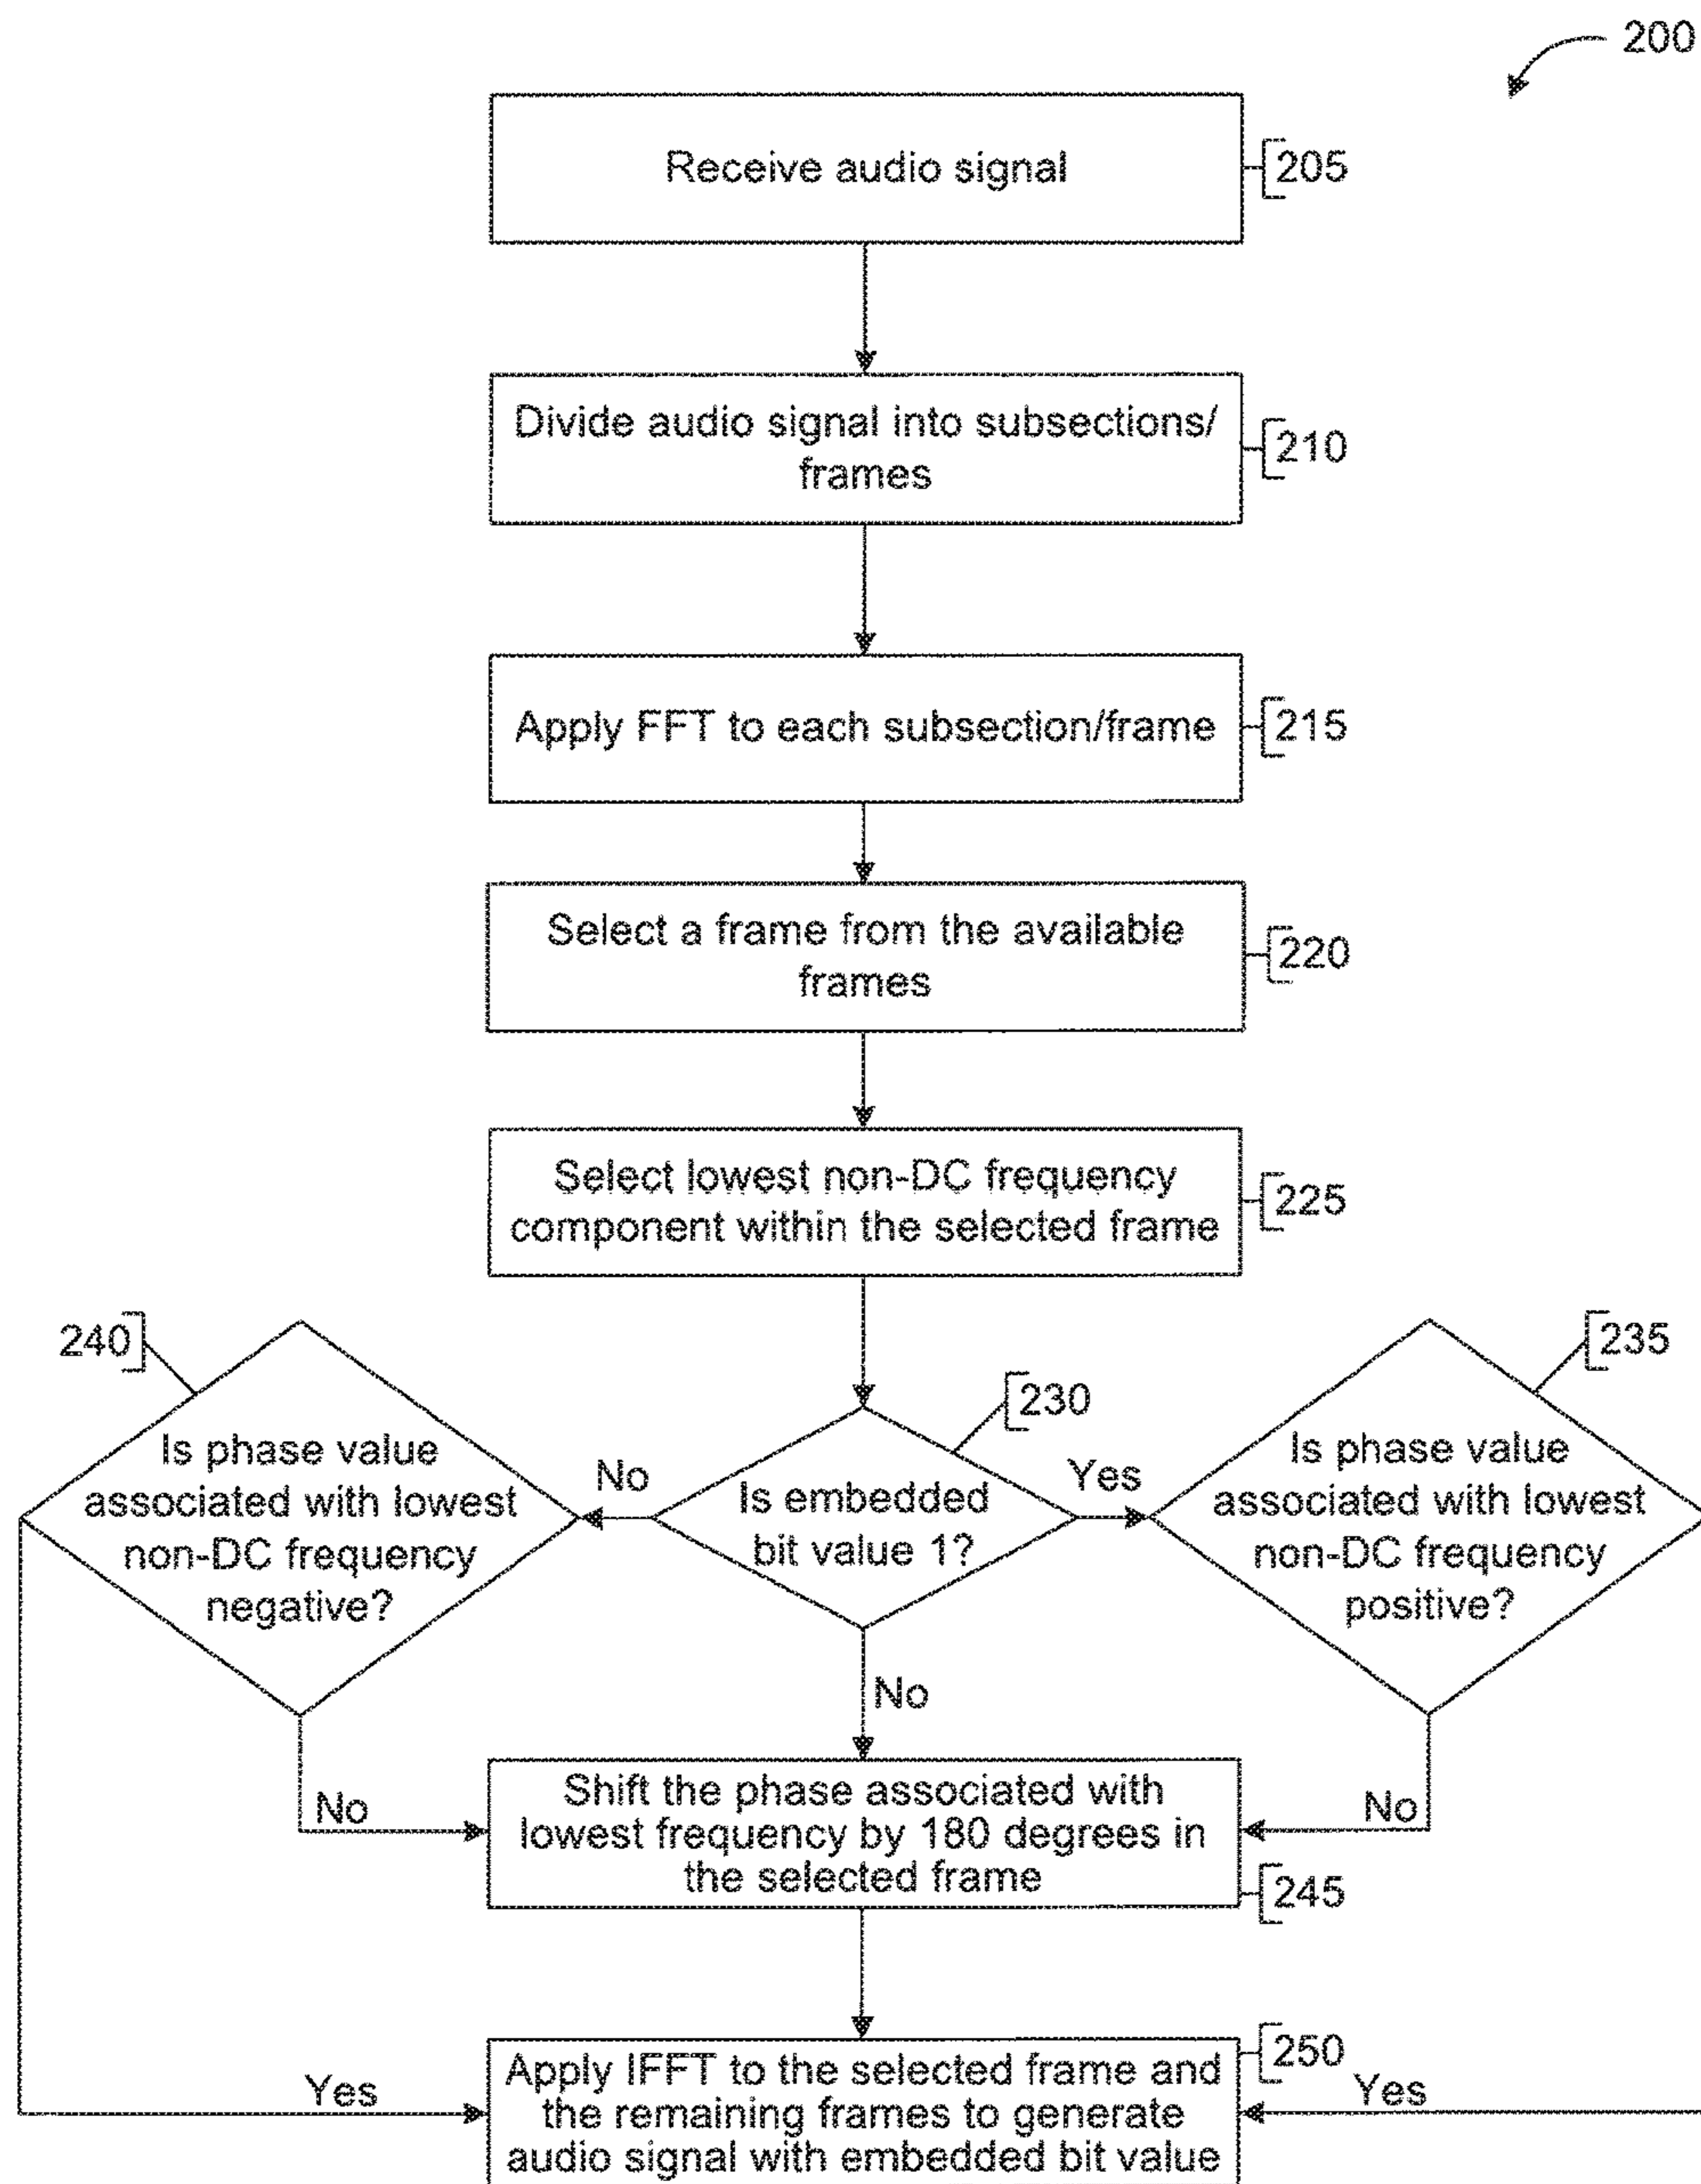 200
Receive audio signal
205
Divide audio signal into subsections/
frames
210
Apply FFT to each subsection/frame
215
Select a frame from the available
frames
220
Select lowest non-DC frequency
component within the selected frame
225
240
Is phase value
associated with lowest
non-DC frequency
negative?
No
230
Is embedded
bit value 1?
Yes
235
Is phase value
associated with lowest
non-DC frequency
positive?
No
No
No
Shift the phase associated with
lowest frequency by 180 degrees in
the selected frame
245
Yes
Apply IFFT to the selected frame and
the remaining frames to generate
audio signal with embedded bit value
250
Yes